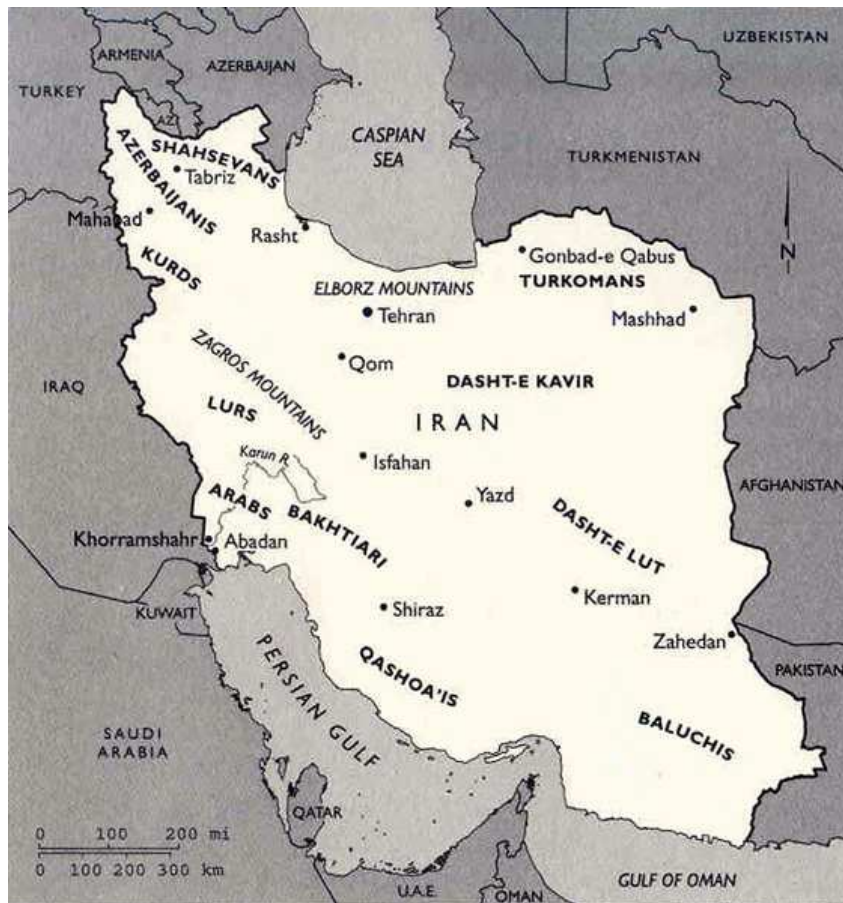 UZBEKISTAN
ARMENIA
AZERBAIJAN
TURKEY
CASPIAN
SEA
TURKMENISTAN
AZ.
SHAHSEVANS
AZERBAIJANIS
Tabriz
Mahabad
Rasht
N
Gonbad-e Qabus
TURKOMANS
KURDS
ELBORZ MOUNTAINS
Tehran
Mashhad
ZAGROS MOUNTAINS
Qom
IRAQ
DASHT-E KAVIR
LURS
IRAN
Karun R.
Isfahan
AFGHANISTAN
Yazd
ARABS
BAKHTIARI
DASHT-E LUT
Khorramshahr
Abadan
Kerman
KUWAIT
Shiraz
Zahedan
PERSIAN GULF
QASHOA'IS
PAKISTAN
BALUCHIS
SAUDI
ARABIA
QATAR
0 100 200 mi
0 100 200 300 km
U.A.E.
OMAN
GULF OF OMAN